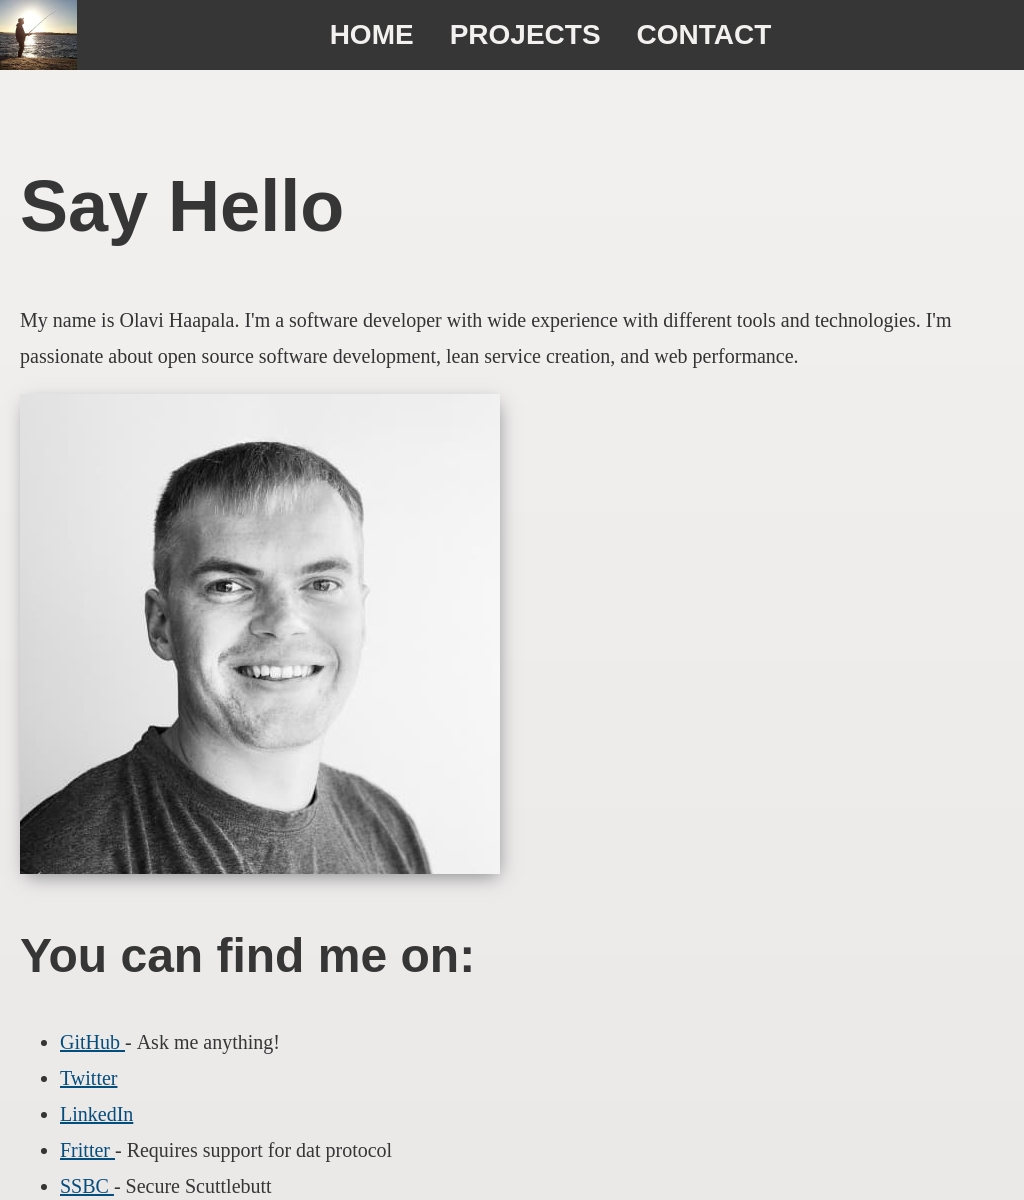 HOME PROJECTS CONTACT
Say Hello
My name is Olavi Haapala. I'm a software developer with wide experience with different tools and technologies. I'm
passionate about open source software development, lean service creation, and web performance.
You can find me on:
GitHub - Ask me anything!
Twitter
LinkedIn
Fritter - Requires support for dat protocol
SSBC - Secure Scuttlebutt